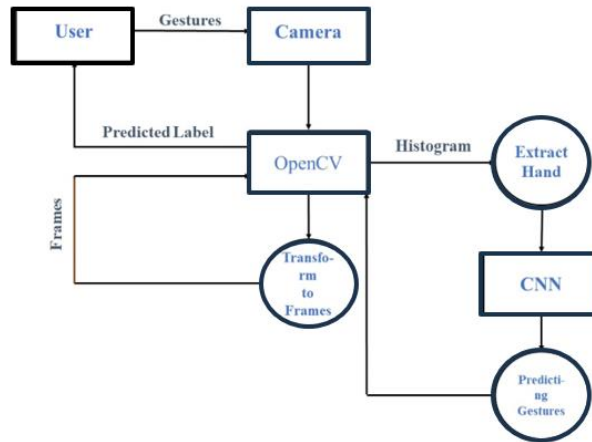 Gestures
User
Camera
Predicted Label
OpenCV
Histogram
Extract
Hand
Frames
Transfo-
rm
to
Frames
CNN
Predicti-
ng
Gestures